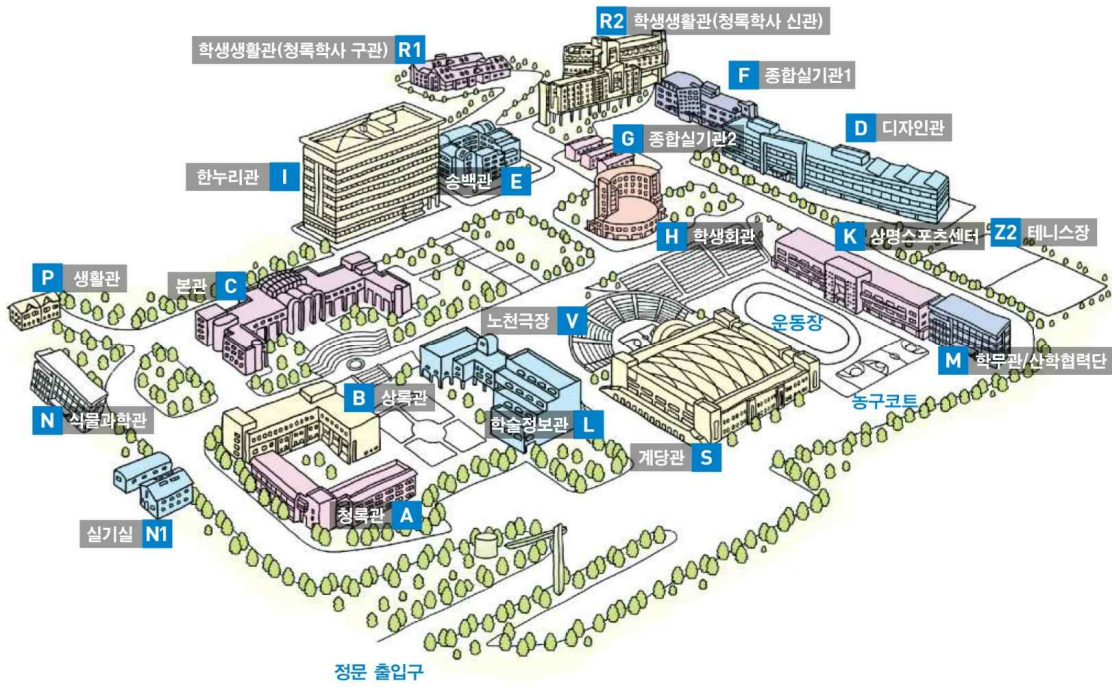 R2 학생생활관(청록학사 신관)
학생생활관(청록학사 구관) R1
F 종합실기관1
D 디자인관
G 종합실기관2
한누리관 I
송백관 E
H 학생회관
K 상명스포츠센터
Z2 테니스장
P 생활관
본관 C
노천극장 V
운동장
M 학무관/산학협력단
B 상록관
농구코트
N 식물과학관
학술정보관 L
계당관 S
청록관 A
실기실 N1
정문 출입구